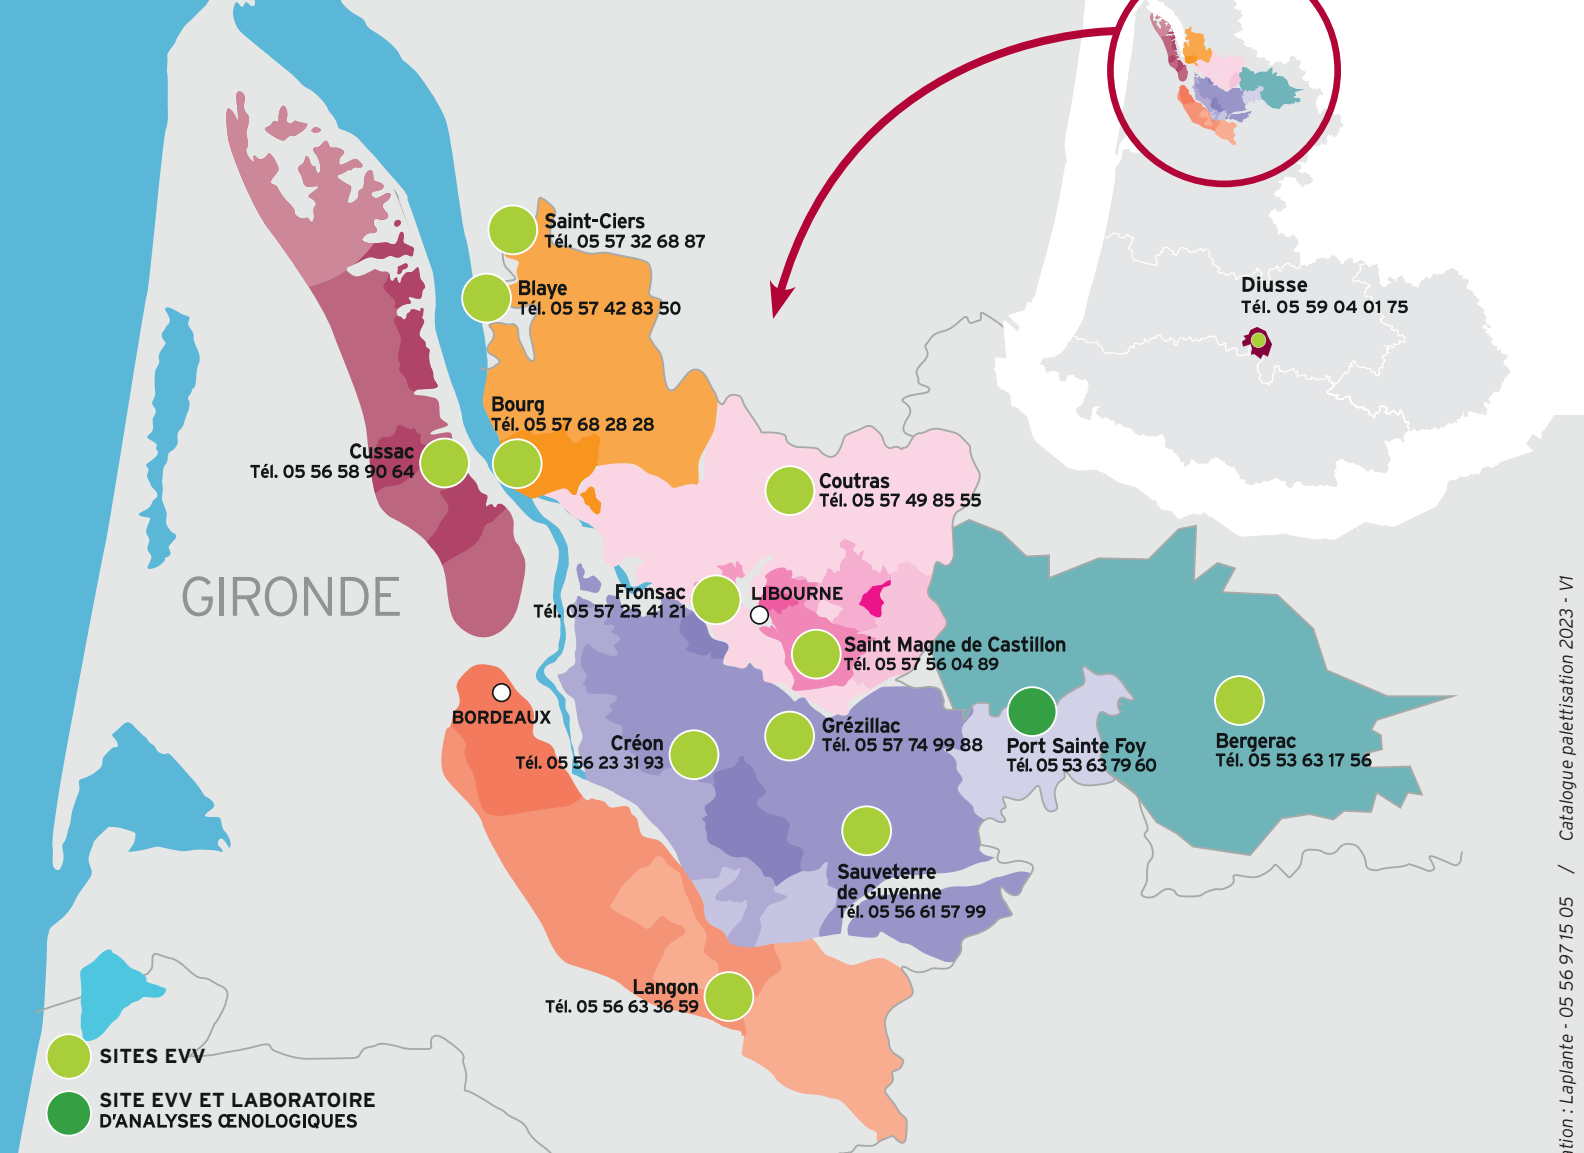 Saint-Ciers
Tél. 05 57 32 68 87
Blaye
Tél. 05 57 42 83 50
Diusse
Tél. 05 59 04 01 75
Bourg
Tél. 05 57 68 28 28
Cussac
Tél. 05 56 58 90 64
Coutras
Tél. 05 57 49 85 55
GIRONDE
Fronsac
Tél. 05 57 25 41 21
LIBOURNE
Saint Magne de Castillon
Tél. 05 57 56 04 89
BORDEAUX
Créon
Tél. 05 56 23 31 93
Grézillac
Tél. 05 57 74 99 88
Port Sainte Foy
Tél. 05 53 63 79 60
Bergerac
Tél. 05 53 63 17 56
Sauveterre
de Guyenne
Tél. 05 56 61 57 99
Langon
Tél. 05 56 63 36 59
SITES EVV
SITE EVV ET LABORATOIRE
D'ANALYSES ŒNOLOGIQUES
ation : Laplante - 05 56 97 15 05 / Catalogue palettisation 2023 - V1